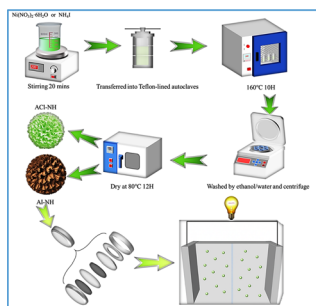 Ni(NO₃)₂·6H₂O or NH₄I
Stirring 20 mins
Transferred into Teflon-lined autoclaves
160°C 10H
ACl-NH
Dry at 80°C 12H
Washed by ethanol/water and centrifuge
AI-NH